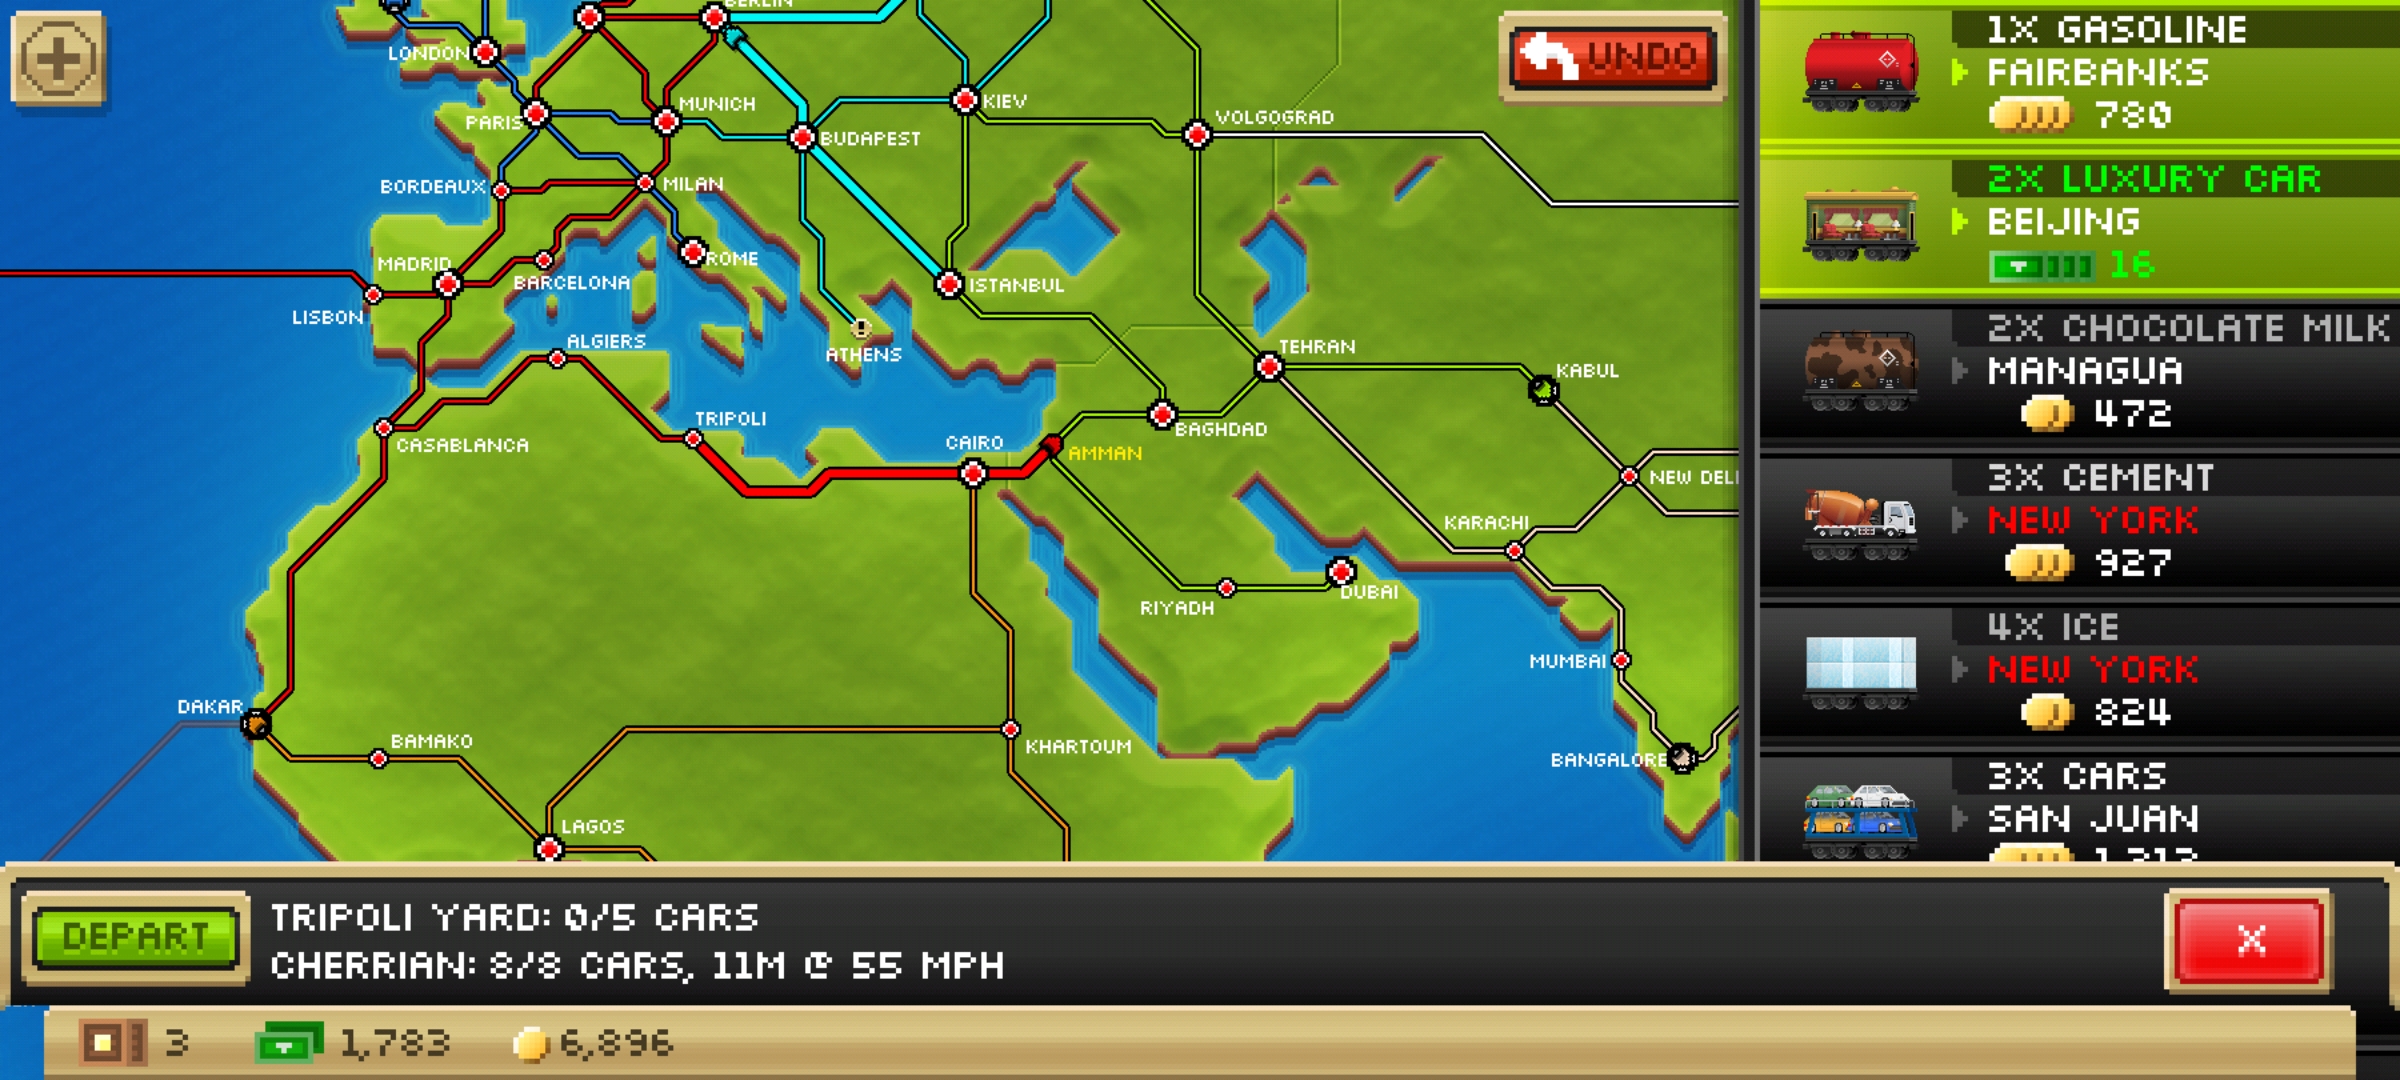 BERLIN
LONDON
PARIS
MUNICH
BUDAPEST
KIEV
VOLGOGRAD
BORDEAUX
MILAN
ROME
MADRID
BARCELONA
LISBON
ISTANBUL
ATHENS
ALGIERS
TEHRAN
KABUL
TRIPOLI
CASABLANCA
CAIRO
AMMAN
BAGHDAD
NEW DEL
KARACHI
RIYADH
DUBAI
MUMBAI
DAKAR
BAMAKO
KHARTOUM
BANGALORE
LAGOS
UNDO
1X GASOLINE
FAIRBANKS
780
2X LUXURY CAR
BEIJING
16
2X CHOCOLATE MILK
MANAGUA
472
3X CEMENT
NEW YORK
927
4X ICE
NEW YORK
824
3X CARS
SAN JUAN
DEPART
TRIPOLI YARD: 0/5 CARS
CHERRIAN: 8/8 CARS, 11M @ 55 MPH
X
3
1,783
6,896